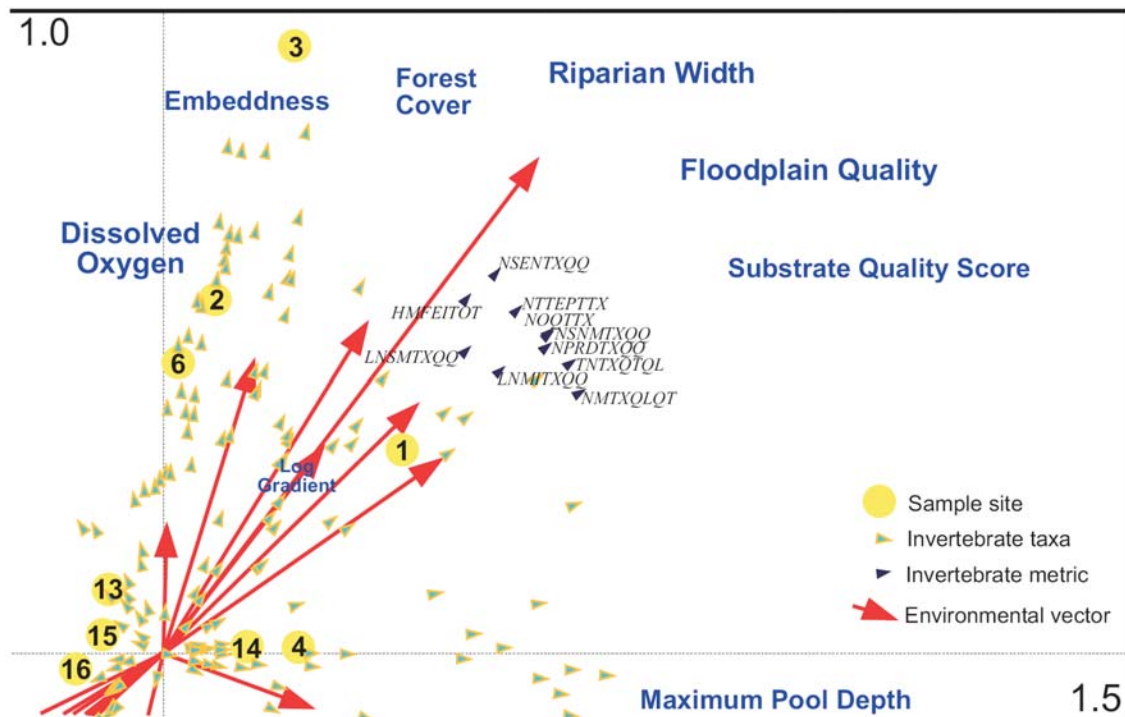 1.0
3
Embeddness
Forest
Cover
Riparian Width
Floodplain Quality
Dissolved
Oxygen
Substrate Quality Score
NSENTXQQ
2
HMFEITOT
NTTEPTTX
NOOTTX
NSNMTXQQ
6
LNSMTXQQ
NPRDTXQQ
TNTXQTQL
LNMITXQQ
NMTXQLQT
1
Log
Gradient
Sample site
Invertebrate taxa
Invertebrate metric
Environmental vector
13
15
14
4
16
Maximum Pool Depth
1.5